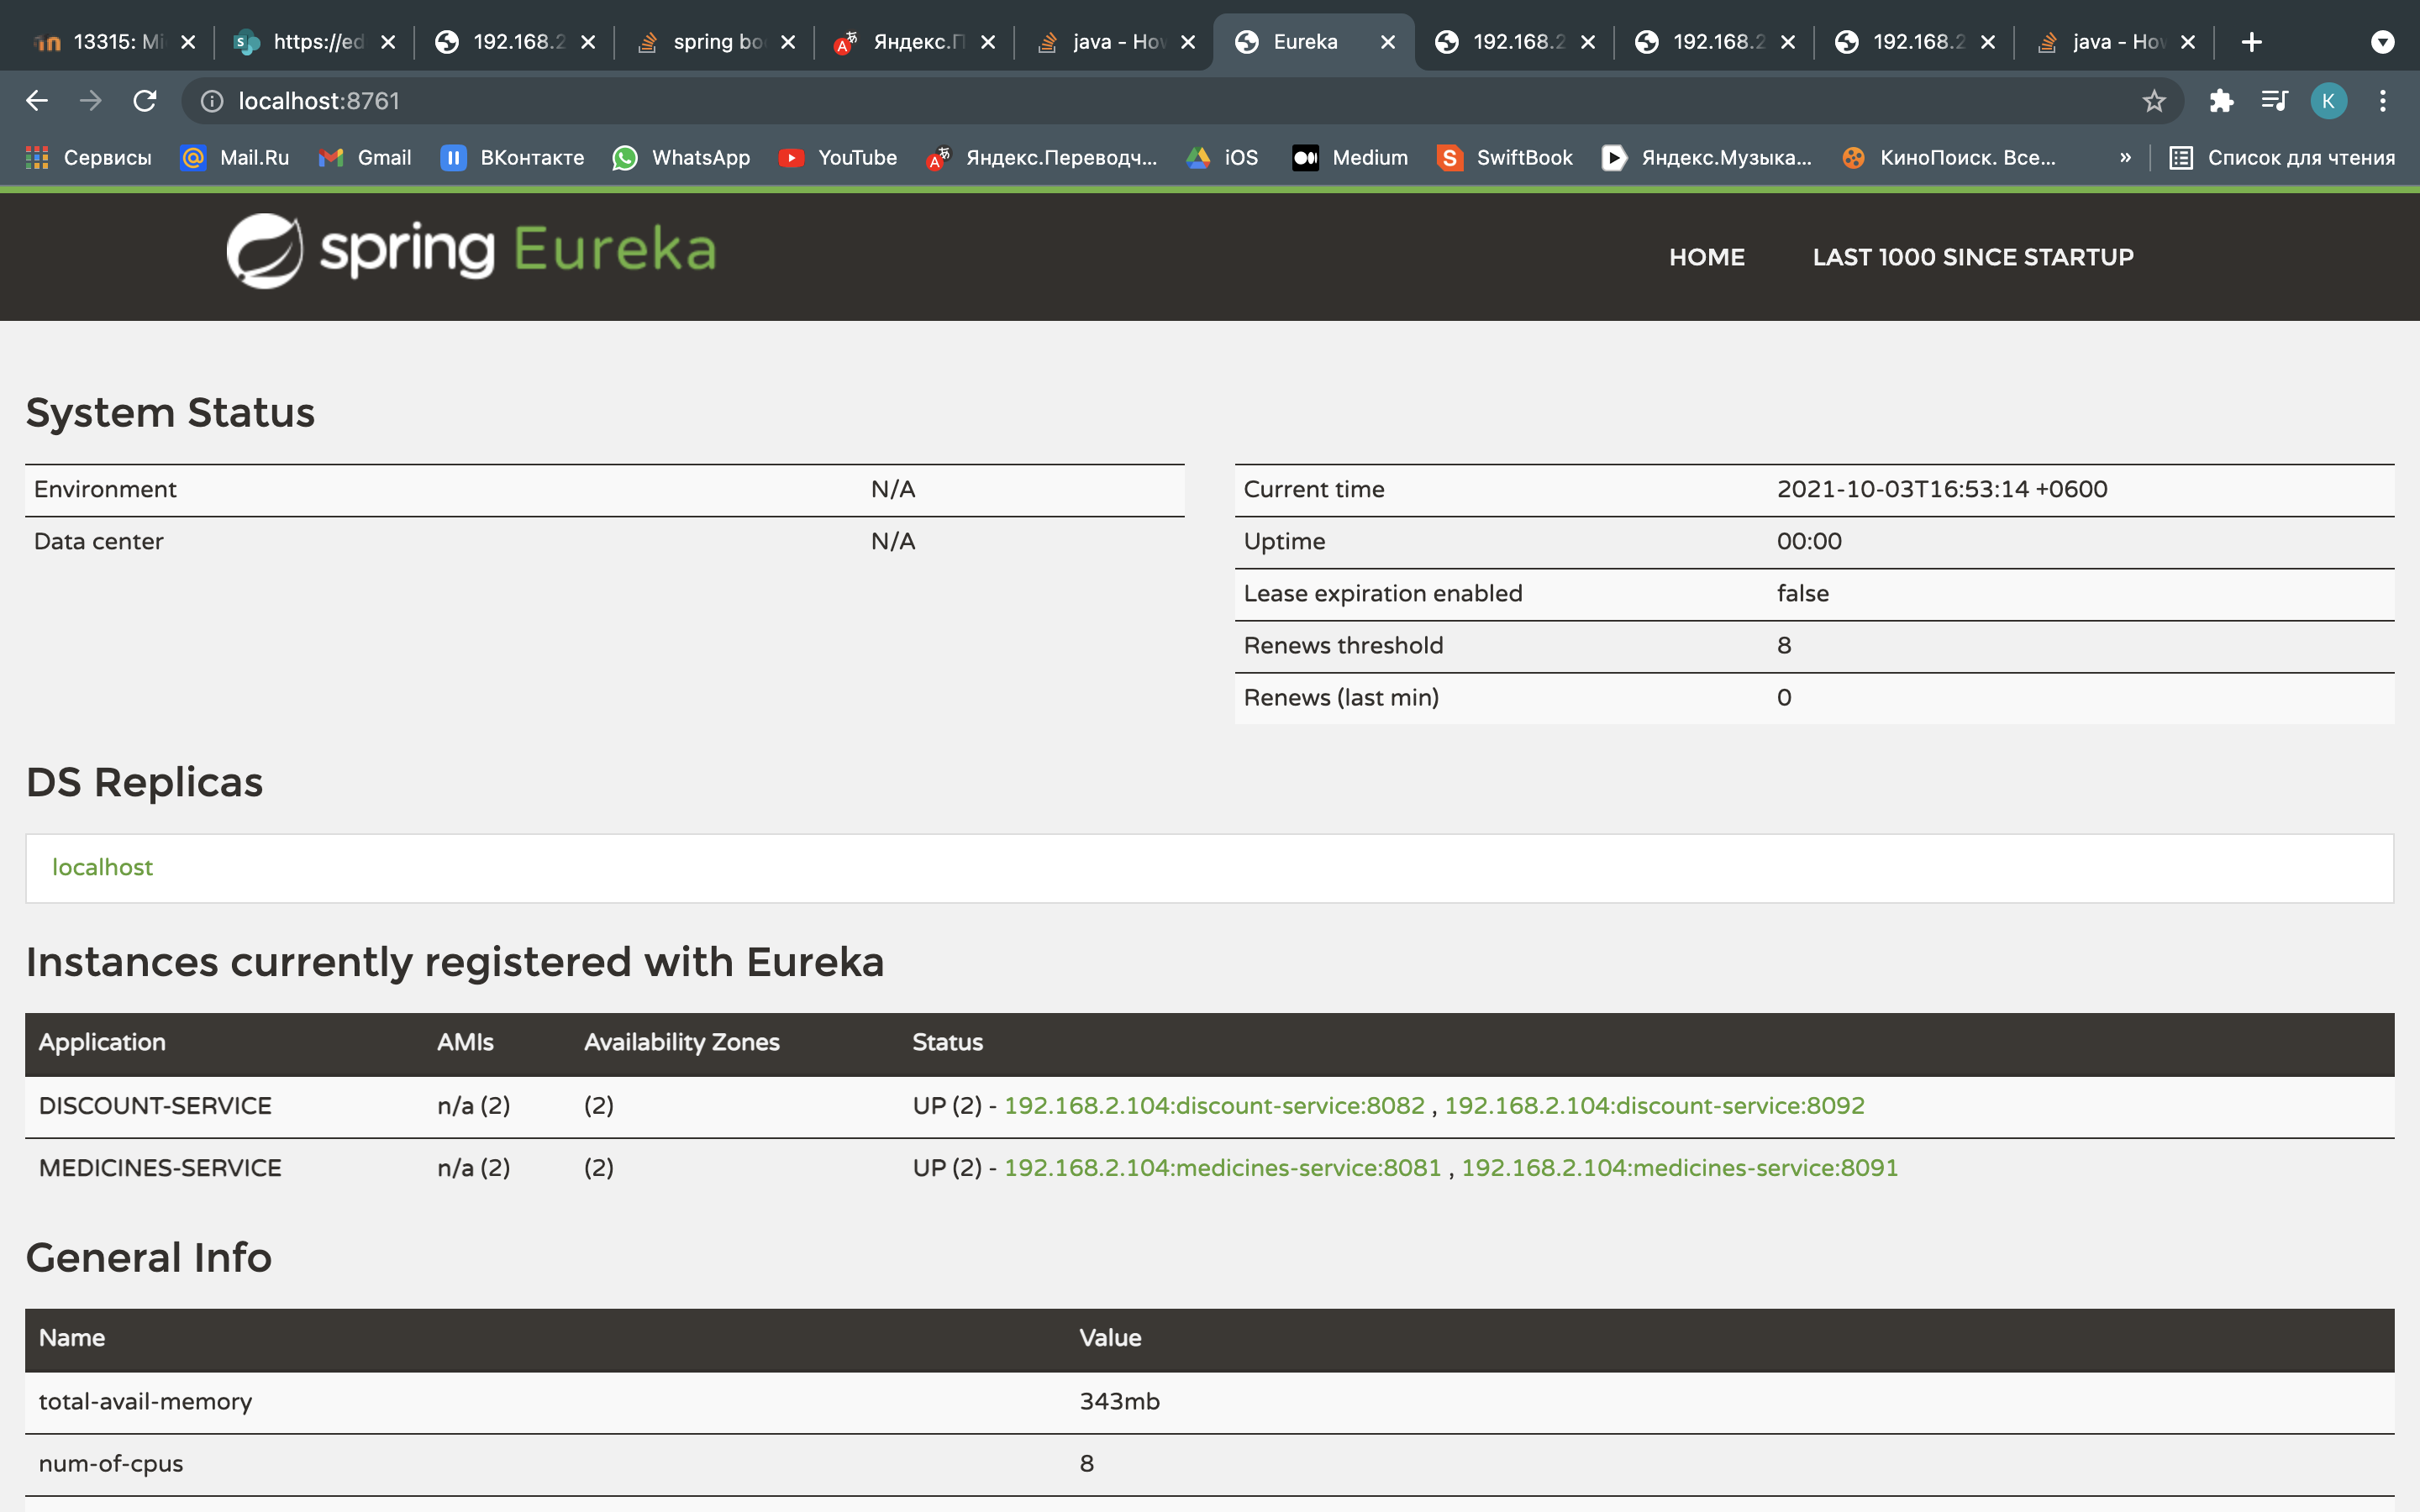 13315: Mi https://ed 192.168.2 spring bo Яндекс.П java - How Eureka 192.168.2 192.168.2 192.168.2 java - How
localhost:8761 K
Сервисы Mail.Ru Gmail ВКонтакте WhatsApp YouTube Яндекс.Переводч... iOS Medium SwiftBook Яндекс.Музыка... КиноПоиск. Все... » Список для чтения
spring Eureka HOME LAST 1000 SINCE STARTUP
System Status
Environment N/A Current time 2021-10-03T16:53:14 +0600
Data center N/A Uptime 00:00
Lease expiration enabled false
Renews threshold 8
Renews (last min) 0
DS Replicas
localhost
Instances currently registered with Eureka
Application AMIs Availability Zones Status
DISCOUNT-SERVICE n/a (2) (2) UP (2) - 192.168.2.104:discount-service:8082 , 192.168.2.104:discount-service:8092
MEDICINES-SERVICE n/a (2) (2) UP (2) - 192.168.2.104:medicines-service:8081 , 192.168.2.104:medicines-service:8091
General Info
Name Value
total-avail-memory 343mb
num-of-cpus 8